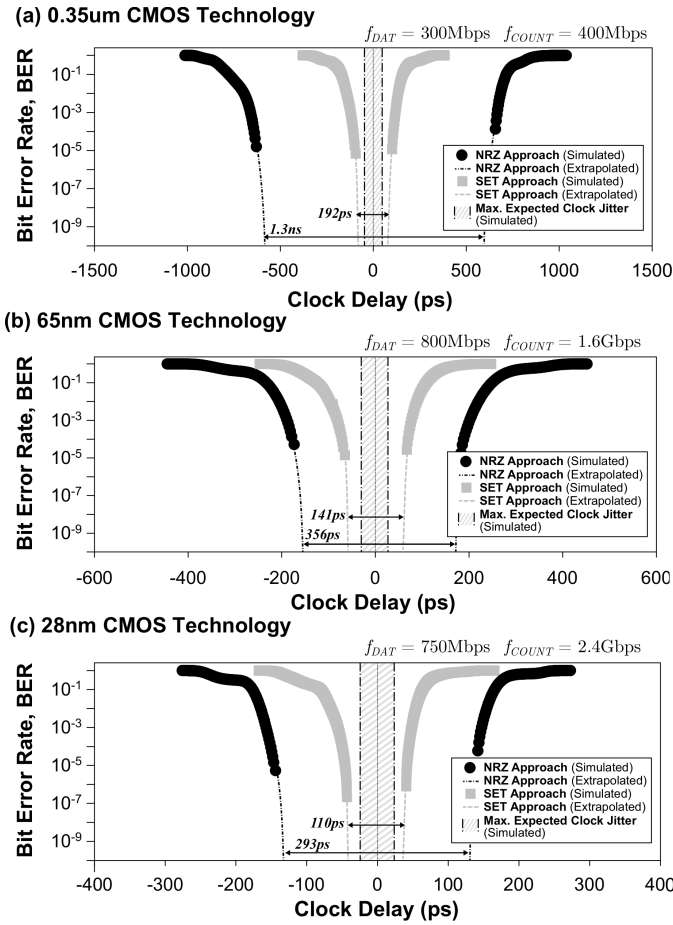 (a) 0.35um CMOS Technology
f_DAT = 300Mbps f_COUNT = 400Mbps
Bit Error Rate, BER
10^-1
10^-3
10^-5
10^-7
10^-9
NRZ Approach (Simulated)
NRZ Approach (Extrapolated)
SET Approach (Simulated)
SET Approach (Extrapolated)
Max. Expected Clock Jitter
(Simulated)
192ps
1.3ns
-1500 -1000 -500 0 500 1000 1500
Clock Delay (ps)
(b) 65nm CMOS Technology
f_DAT = 800Mbps f_COUNT = 1.6Gbps
Bit Error Rate, BER
10^-1
10^-3
10^-5
10^-7
10^-9
NRZ Approach (Simulated)
NRZ Approach (Extrapolated)
SET Approach (Simulated)
SET Approach (Extrapolated)
Max. Expected Clock Jitter
(Simulated)
141ps
356ps
-600 -400 -200 0 200 400 600
Clock Delay (ps)
(c) 28nm CMOS Technology
f_DAT = 750Mbps f_COUNT = 2.4Gbps
Bit Error Rate, BER
10^-1
10^-3
10^-5
10^-7
10^-9
NRZ Approach (Simulated)
NRZ Approach (Extrapolated)
SET Approach (Simulated)
SET Approach (Extrapolated)
Max. Expected Clock Jitter
(Simulated)
110ps
293ps
-400 -300 -200 -100 0 100 200 300 400
Clock Delay (ps)